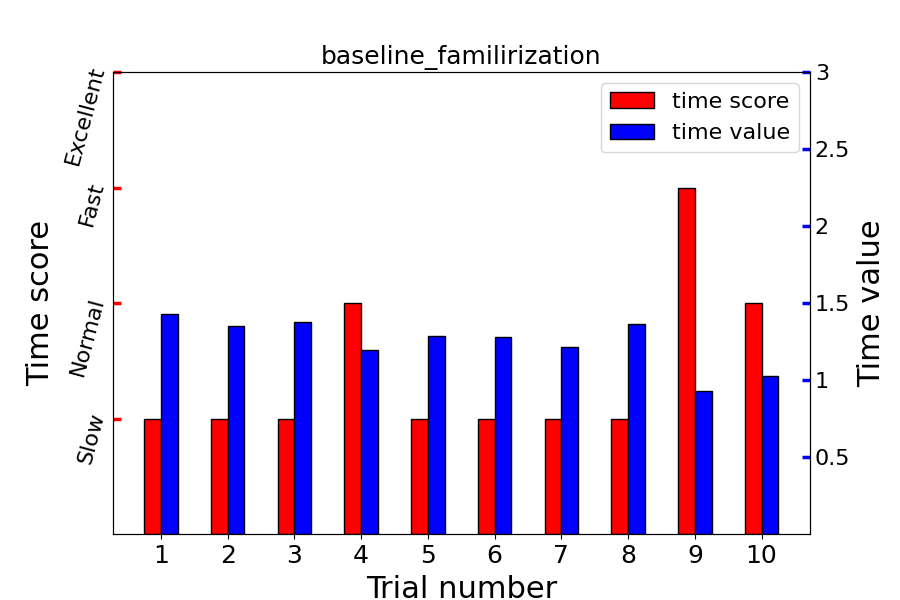 baseline_familirization
time score
time value
Time score
Excellent
Fast
Normal
Slow
3
2.5
2
1.5
1
0.5
Time value
1 2 3 4 5 6 7 8 9 10
Trial number